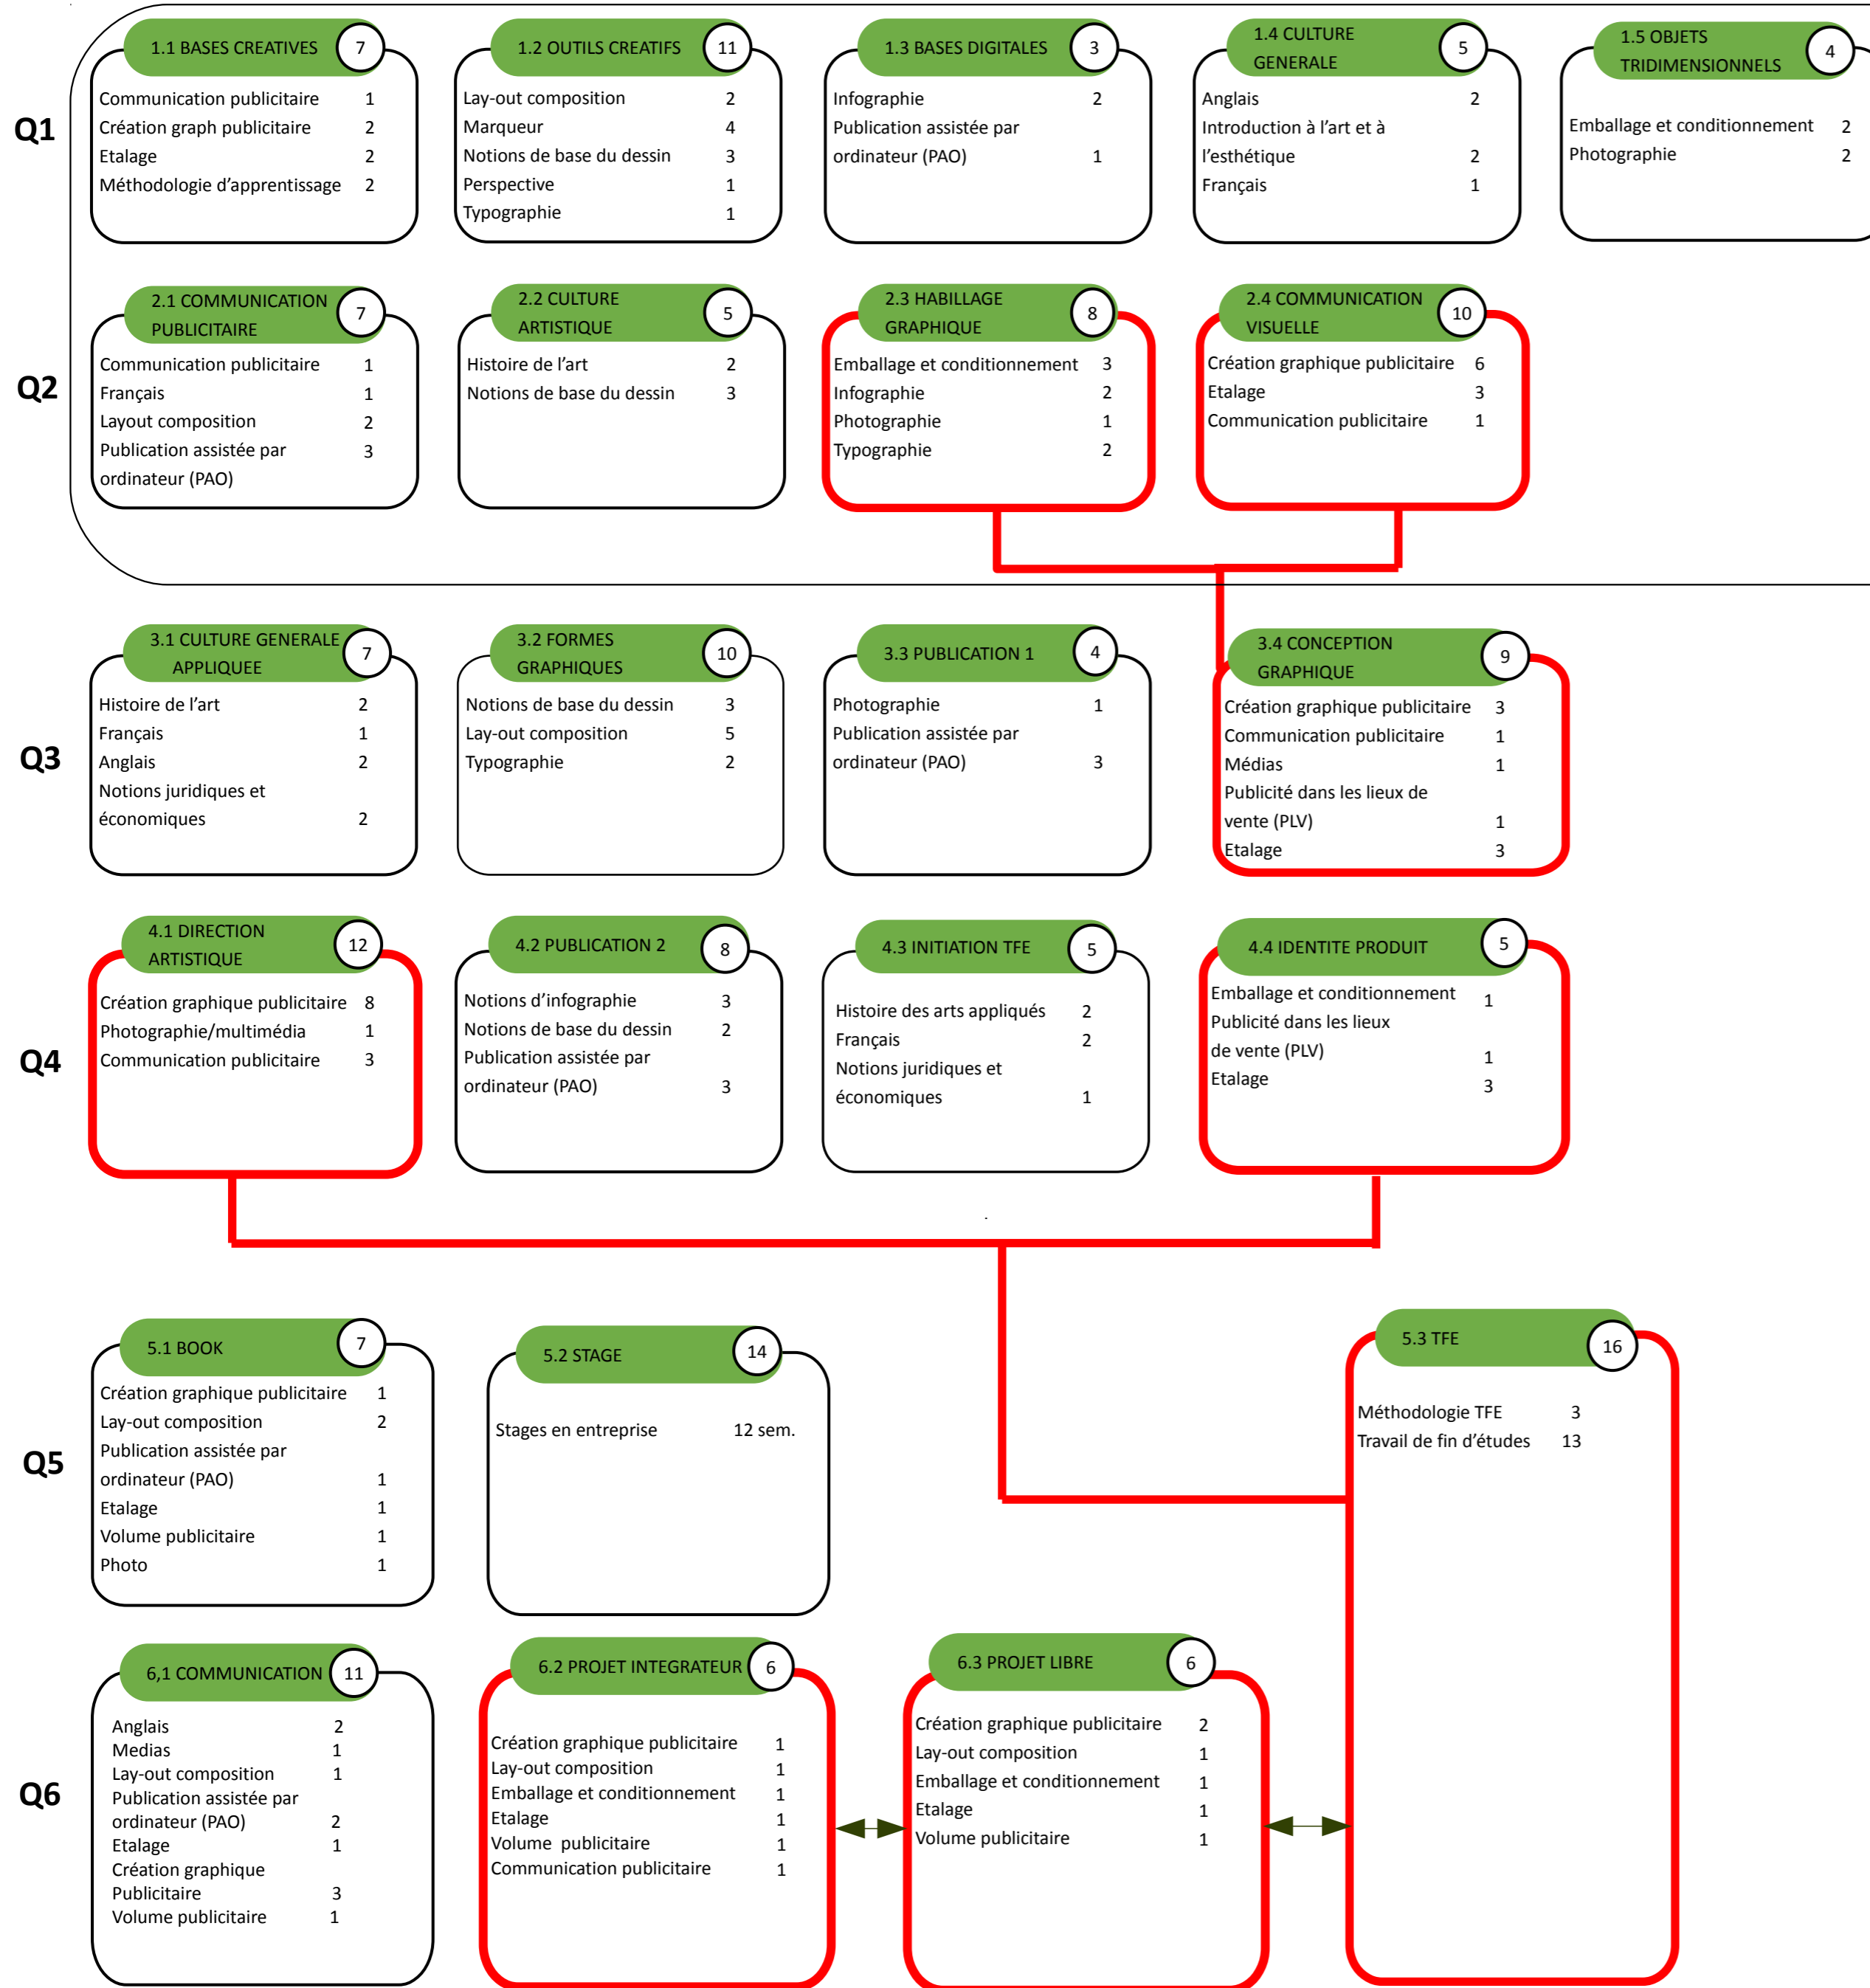 Q1
1.1 BASES CREATIVES 7
Communication publicitaire 1
Création graph publicitaire 2
Etalage 2
Méthodologie d'apprentissage 2
1.2 OUTILS CREATIFS 11
Lay-out composition 2
Marqueur 4
Notions de base du dessin 3
Perspective 1
Typographie 1
1.3 BASES DIGITALES 3
Infographie 2
Publication assistée par
ordinateur (PAO) 1
1.4 CULTURE
GENERALE 5
Anglais 2
Introduction à l'art et à
l'esthétique 2
Français 1
1.5 OBJETS
TRIDIMENSIONNELS 4
Emballage et conditionnement 2
Photographie 2
Q2
2.1 COMMUNICATION
PUBLICITAIRE 7
Communication publicitaire 1
Français 1
Layout composition 2
Publication assistée par 3
ordinateur (PAO)
2.2 CULTURE
ARTISTIQUE 5
Histoire de l'art 2
Notions de base du dessin 3
2.3 HABILLAGE
GRAPHIQUE 8
Emballage et conditionnement 3
Infographie 2
Photographie 1
Typographie 2
2.4 COMMUNICATION
VISUELLE 10
Création graphique publicitaire 6
Etalage 3
Communication publicitaire 1
Q3
3.1 CULTURE GENERALE
APPLIQUEE 7
Histoire de l'art 2
Français 1
Anglais 2
Notions juridiques et
économiques 2
3.2 FORMES
GRAPHIQUES 10
Notions de base du dessin 3
Lay-out composition 5
Typographie 2
3.3 PUBLICATION 1 4
Photographie 1
Publication assistée par
ordinateur (PAO) 3
3.4 CONCEPTION
GRAPHIQUE 9
Création graphique publicitaire 3
Communication publicitaire 1
Médias 1
Publicité dans les lieux de
vente (PLV) 1
Etalage 3
Q4
4.1 DIRECTION
ARTISTIQUE 12
Création graphique publicitaire 8
Photographie/multimédia 1
Communication publicitaire 3
4.2 PUBLICATION 2 8
Notions d'infographie 3
Notions de base du dessin 2
Publication assistée par
ordinateur (PAO) 3
4.3 INITIATION TFE 5
Histoire des arts appliqués 2
Français 2
Notions juridiques et
économiques 1
4.4 IDENTITE PRODUIT 5
Emballage et conditionnement 1
Publicité dans les lieux
de vente (PLV) 1
Etalage 3
Q5
5.1 BOOK 7
Création graphique publicitaire 1
Lay-out composition 2
Publication assistée par
ordinateur (PAO) 1
Etalage 1
Volume publicitaire 1
Photo 1
5.2 STAGE 14
Stages en entreprise 12 sem.
5.3 TFE 16
Méthodologie TFE 3
Travail de fin d'études 13
Q6
6,1 COMMUNICATION 11
Anglais 2
Medias 1
Lay-out composition 1
Publication assistée par
ordinateur (PAO) 2
Etalage 1
Création graphique
Publicitaire 3
Volume publicitaire 1
6.2 PROJET INTEGRATEUR 6
Création graphique publicitaire 1
Lay-out composition 1
Emballage et conditionnement 1
Etalage 1
Volume publicitaire 1
Communication publicitaire 1
6.3 PROJET LIBRE 6
Création graphique publicitaire 2
Lay-out composition 1
Emballage et conditionnement 1
Etalage 1
Volume publicitaire 1